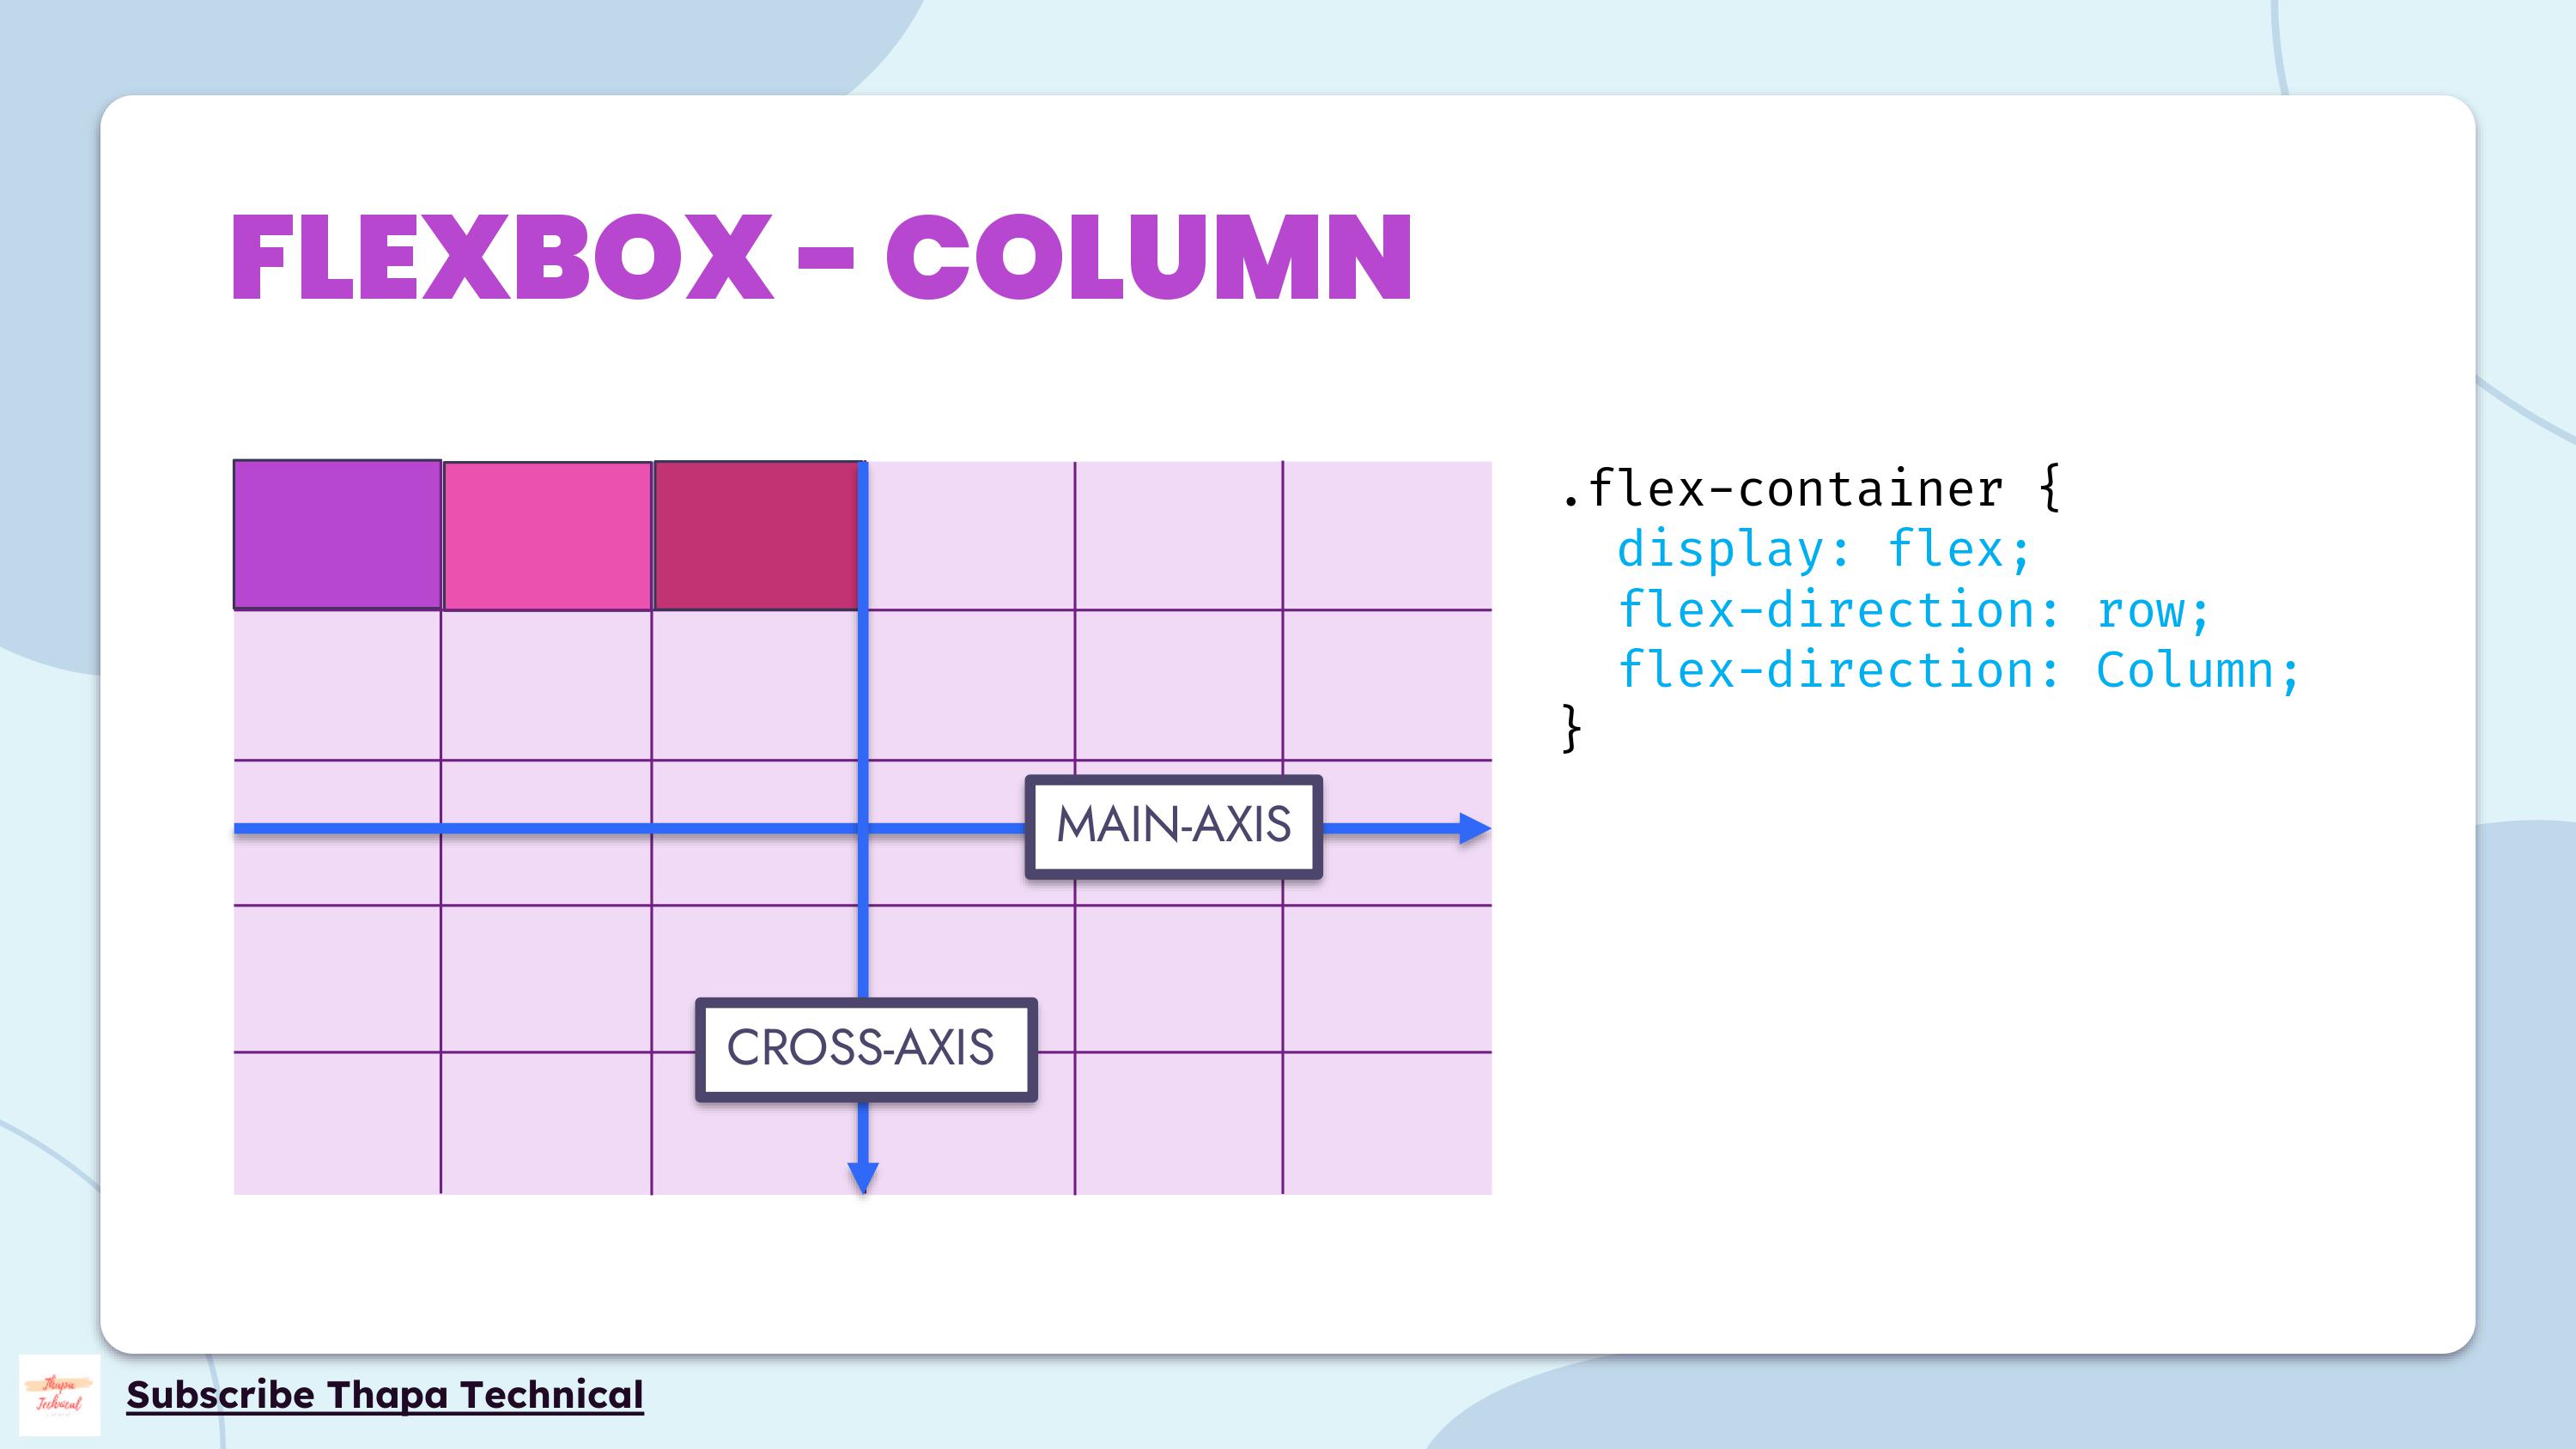 FLEXBOX - COLUMN
.flex-container {
display: flex;
flex-direction: row;
flex-direction: Column;
}
MAIN-AXIS
CROSS-AXIS
Thapa
Technical
Subscribe Thapa Technical